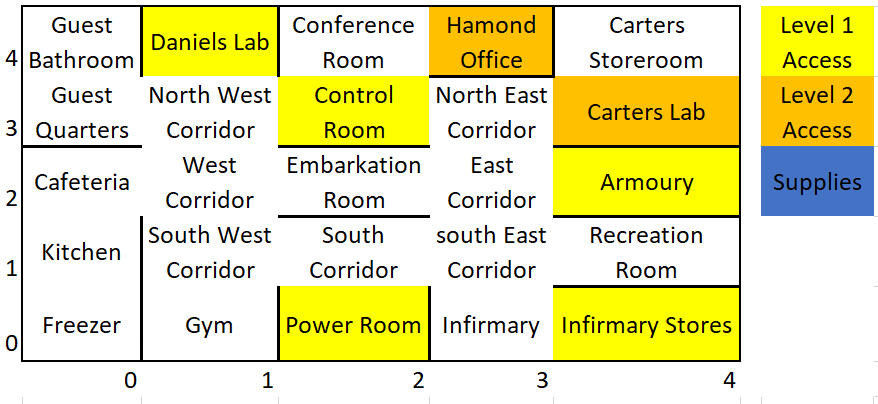 Guest
Bathroom
Daniels Lab
Conference
Room
Hamond
Office
Carters
Storeroom
Level 1
Access
4
Guest
Quarters
North West
Corridor
Control
Room
North East
Corridor
Carters Lab
Level 2
Access
3
Cafeteria
West
Corridor
Embarkation
Room
East
Corridor
Armoury
Supplies
2
Kitchen
South West
Corridor
South
Corridor
south East
Corridor
Recreation
Room
1
Freezer
Gym
Power Room
Infirmary
Infirmary Stores
0
0 1 2 3 4